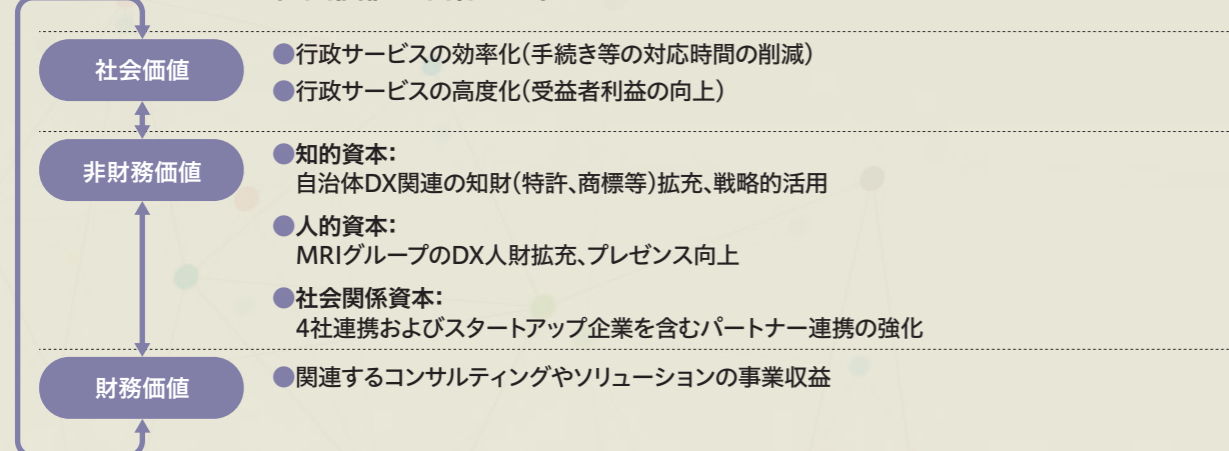 社会価値
●行政サービスの効率化(手続き等の対応時間の削減)
●行政サービスの高度化(受益者利益の向上)
非財務価値
●知的資本:
自治体DX関連の知財(特許、商標等)拡充、戦略的活用
●人的資本:
MRIグループのDX人財拡充、プレゼンス向上
●社会関係資本:
4社連携およびスタートアップ企業を含むパートナー連携の強化
財務価値
●関連するコンサルティングやソリューションの事業収益